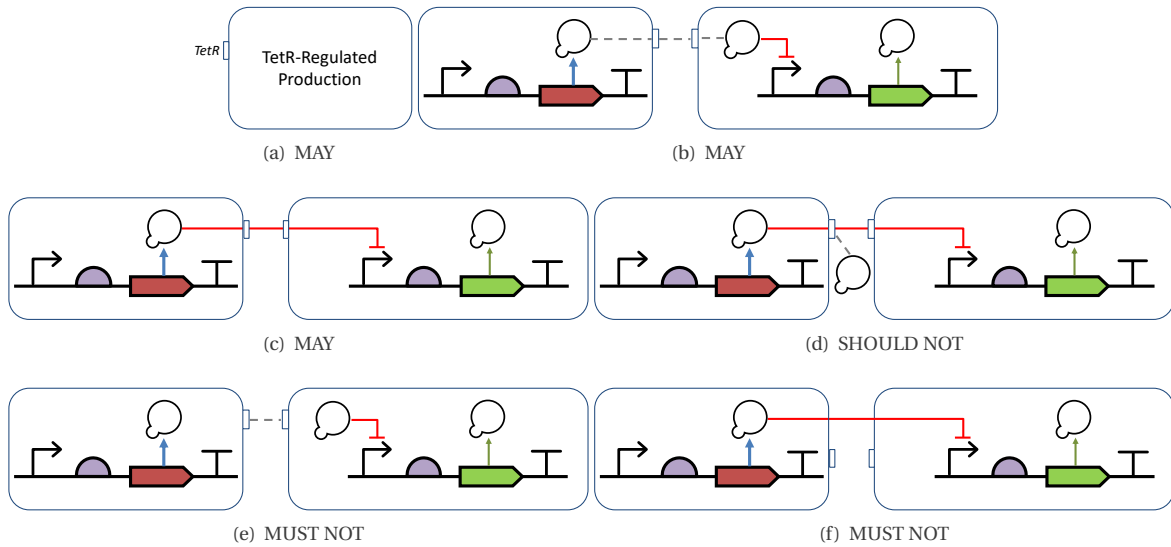 TetR
TetR-Regulated
Production
(a) MAY
(b) MAY
(c) MAY
(d) SHOULD NOT
(e) MUST NOT
(f) MUST NOT